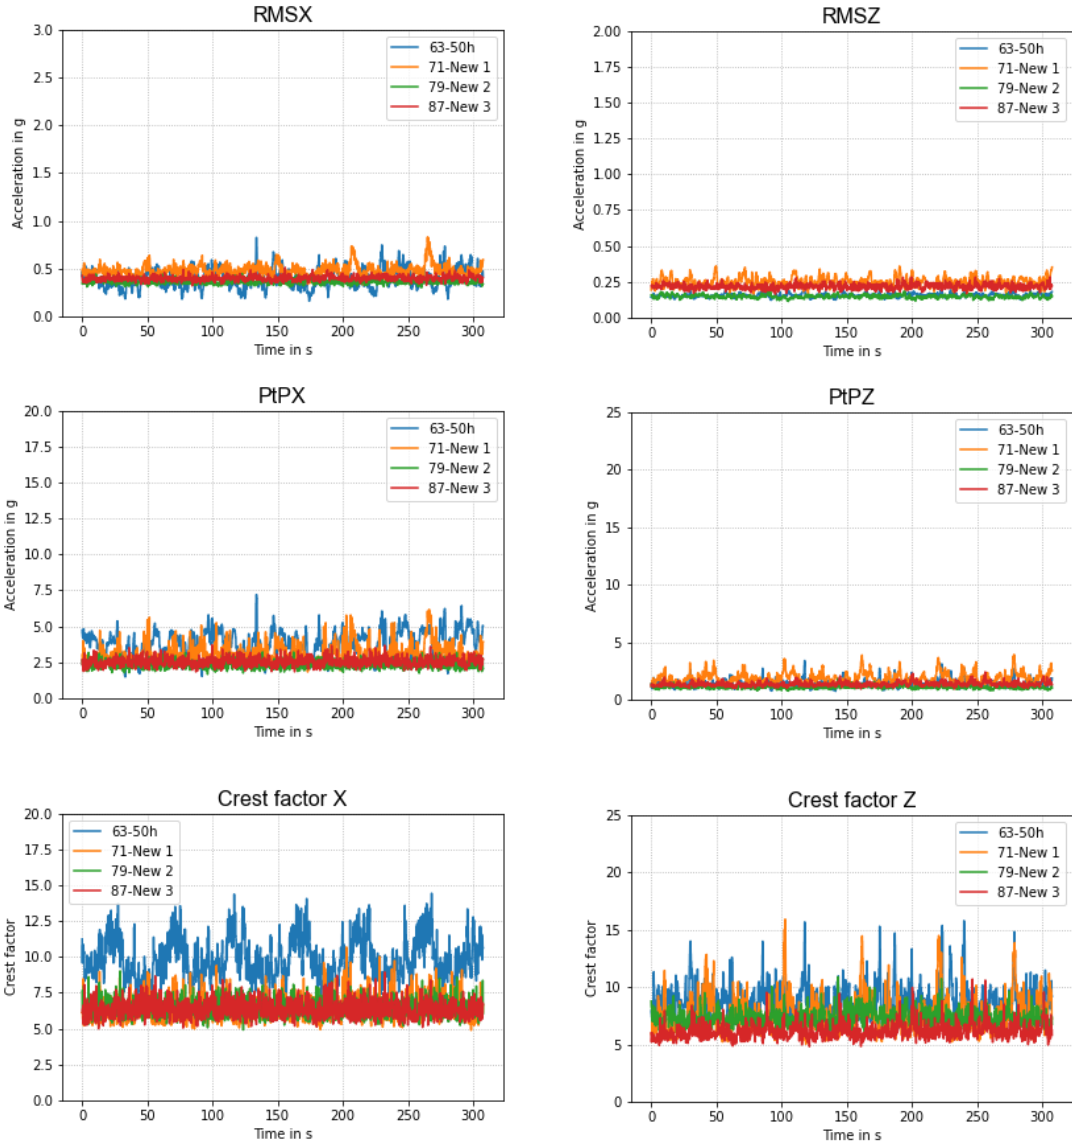 RMSX
3.0
2.5
2.0
1.5
1.0
0.5
0.0
Acceleration in g
63-50h
71-New 1
79-New 2
87-New 3
0 50 100 150 200 250 300
Time in s
RMSZ
2.00
1.75
1.50
1.25
1.00
0.75
0.50
0.25
0.00
Acceleration in g
63-50h
71-New 1
79-New 2
87-New 3
0 50 100 150 200 250 300
Time in s
PtPX
20.0
17.5
15.0
12.5
10.0
7.5
5.0
2.5
0.0
Acceleration in g
63-50h
71-New 1
79-New 2
87-New 3
0 50 100 150 200 250 300
Time in s
PtPZ
25
20
15
10
5
0
Acceleration in g
63-50h
71-New 1
79-New 2
87-New 3
0 50 100 150 200 250 300
Time in s
Crest factor X
20.0
17.5
15.0
12.5
10.0
7.5
5.0
2.5
0.0
Crest factor
63-50h
71-New 1
79-New 2
87-New 3
0 50 100 150 200 250 300
Time in s
Crest factor Z
25
20
15
10
5
0
Crest factor
63-50h
71-New 1
79-New 2
87-New 3
0 50 100 150 200 250 300
Time in s